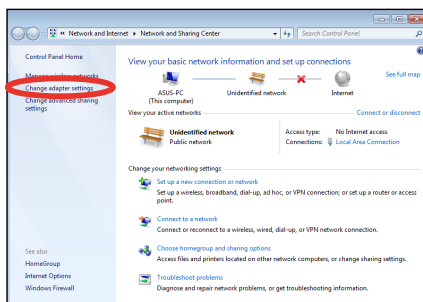 « Network and Internet ▸ Network and Sharing Center
Search Control Panel
Control Panel Home
Manage wireless networks
Change adapter settings
Change advanced sharing
settings
See also
HomeGroup
Internet Options
Windows Firewall
View your basic network information and set up connections
See full map
ASUS-PC
(This computer)
Unidentified network
Internet
View your active networks
Connect or disconnect
Unidentified network
Public network
Access type: No Internet access
Connections: Local Area Connection
Change your networking settings
Set up a new connection or network
Set up a wireless, broadband, dial-up, ad hoc, or VPN connection; or set up a router or access
point.
Connect to a network
Connect or reconnect to a wireless, wired, dial-up, or VPN network connection.
Choose homegroup and sharing options
Access files and printers located on other network computers, or change sharing settings.
Troubleshoot problems
Diagnose and repair network problems, or get troubleshooting information.